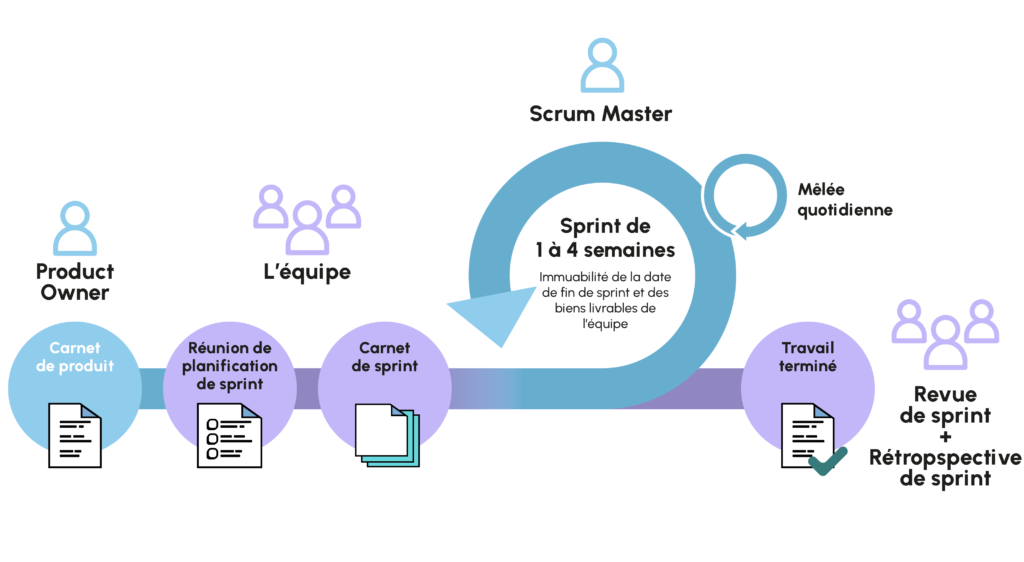 Scrum Master
Mêlée
quotidienne
Sprint de
1 à 4 semaines
Immuabilité de la date
de fin de sprint et des
biens livrables de
l'équipe
Product
Owner
L'équipe
Carnet
de produit
Réunion de
planification
de sprint
Carnet
de sprint
Travail
terminé
Revue
de sprint
+
Rétropspective
de sprint